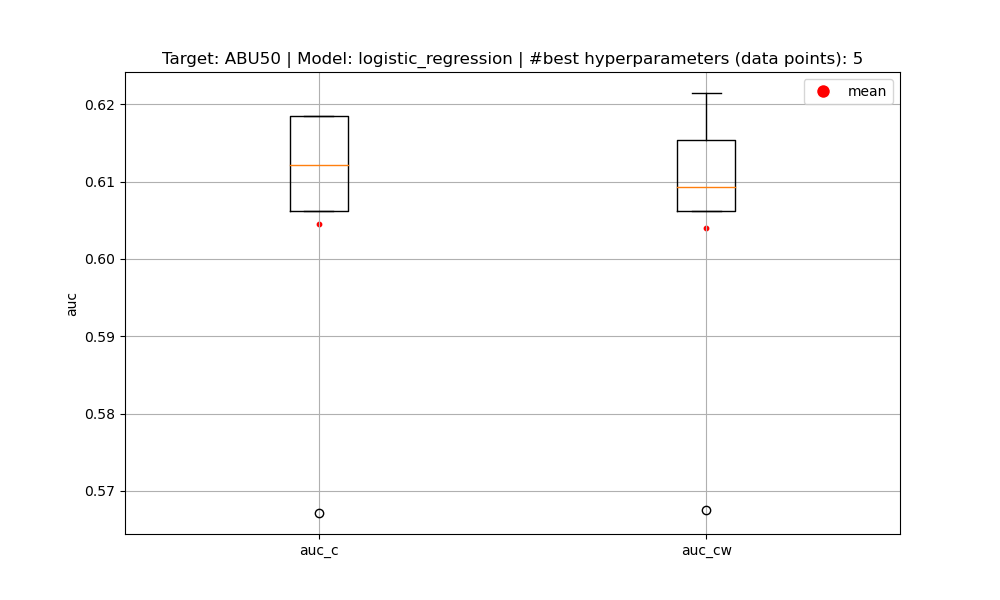 Target: ABU50 | Model: logistic_regression | #best hyperparameters (data points): 5
mean
0.62
0.61
0.60
0.59
0.58
0.57
auc
auc_c
auc_cw